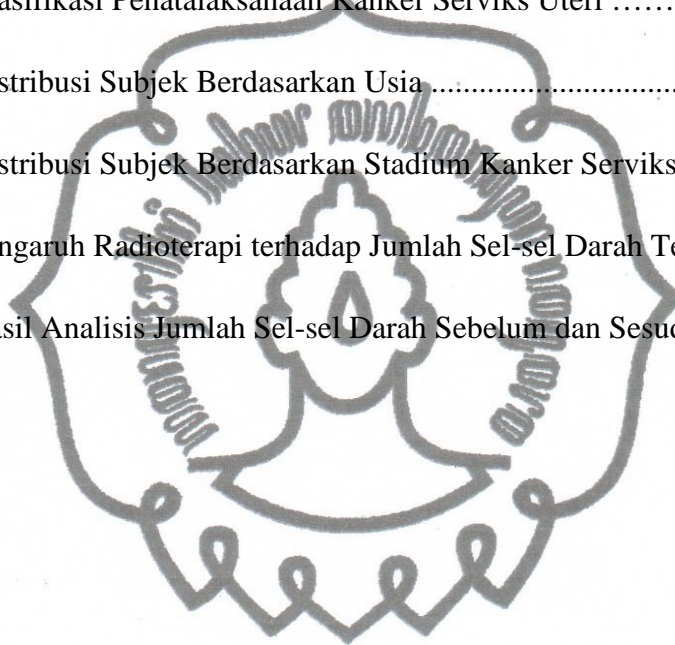 asifikasi Penatalaksanaan Kanker Serviks Uteri ……
stribusi Subjek Berdasarkan Usia ..............................
stribusi Subjek Berdasarkan Stadium Kanker Serviks
ngaruh Radioterapi terhadap Jumlah Sel-sel Darah Te
asil Analisis Jumlah Sel-sel Darah Sebelum dan Sesud